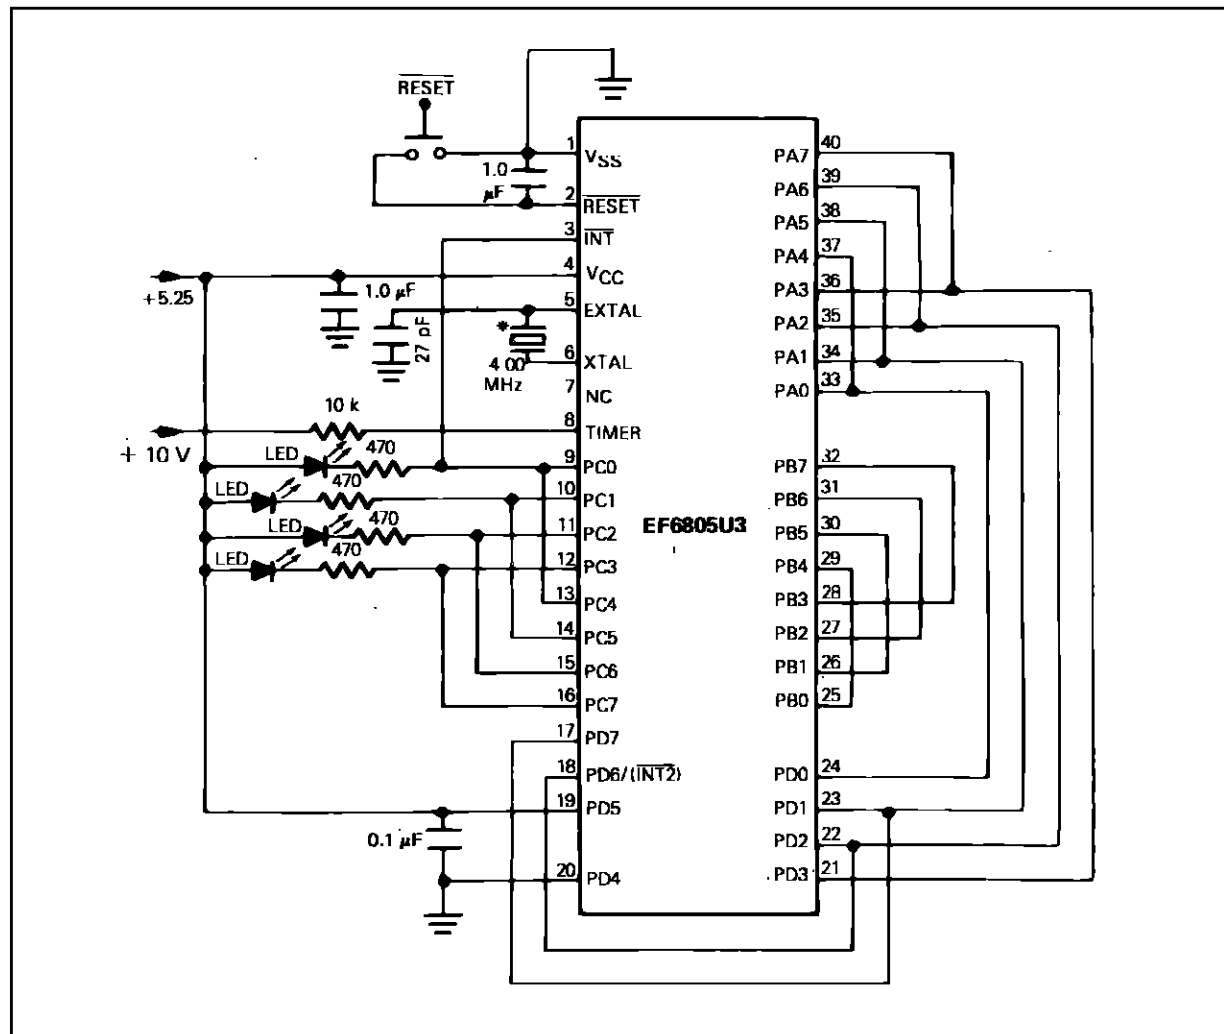 RESET
1 VSS
1.0 μF
2 RESET
3 INT
4 VCC
+5.25
1.0 μF
5 EXTAL
27 pF
*
4.00 MHz
6 XTAL
7 NC
10 k
8 TIMER
+ 10 V
LED
470
9 PC0
LED
470
10 PC1
LED
470
11 PC2
LED
470
12 PC3
13 PC4
14 PC5
15 PC6
16 PC7
17 PD7
18 PD6/(INT2)
19 PD5
0.1 μF
20 PD4
EF6805U3
PA7 40
PA6 39
PA5 38
PA4 37
PA3 36
PA2 35
PA1 34
PA0 33
PB7 32
PB6 31
PB5 30
PB4 29
PB3 28
PB2 27
PB1 26
PB0 25
PD0 24
PD1 23
PD2 22
PD3 21